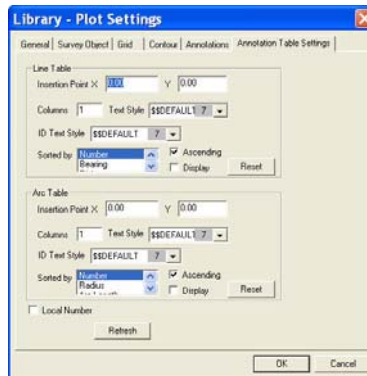 Library - Plot Settings
General Survey Object Grid Contour Annotations Annotation Table Settings
Line Table
Insertion Point X 0.00 Y 0.00
Columns 1 Text Style $$DEFAULT 7
ID Text Style $$DEFAULT 7
Sorted by Number Ascending
Bearing Display Reset
Arc Table
Insertion Point X 0.00 Y 0.00
Columns 1 Text Style $$DEFAULT 7
ID Text Style $$DEFAULT 7
Sorted by Number Ascending
Radius Display Reset
Local Number
Refresh
OK Cancel